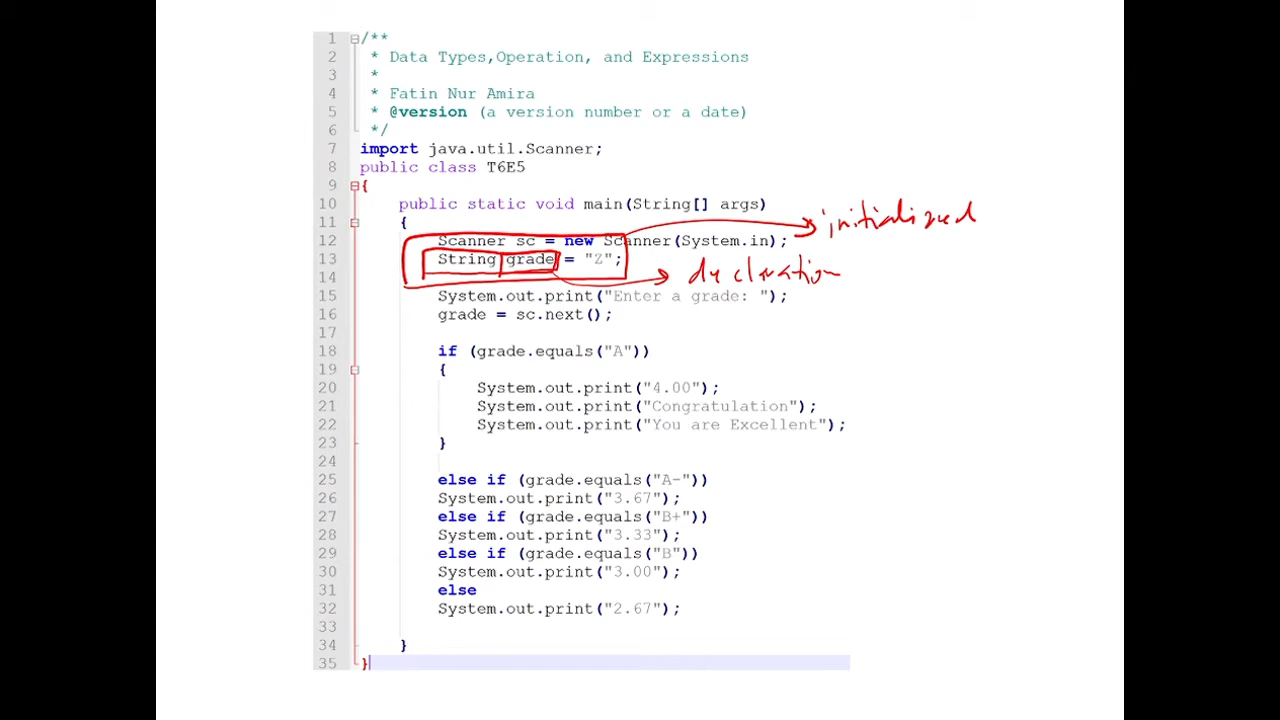 1 /**
2 * Data Types,Operation, and Expressions
3 *
4 * Fatin Nur Amira
5 * @version (a version number or a date)
6 */
7 import java.util.Scanner;
8 public class T6E5
9 {
10 public static void main(String[] args)
11 {
initialized
12 Scanner sc = new Scanner(System.in);
13 String grade = "Z";
declaration
14
15 System.out.print("Enter a grade: ");
16 grade = sc.next();
17
18 if (grade.equals("A"))
19 {
20 System.out.print("4.00");
21 System.out.print("Congratulation");
22 System.out.print("You are Excellent");
23 }
24
25 else if (grade.equals("A-"))
26 System.out.print("3.67");
27 else if (grade.equals("B+"))
28 System.out.print("3.33");
29 else if (grade.equals("B"))
30 System.out.print("3.00");
31 else
32 System.out.print("2.67");
33
34 }
35 }